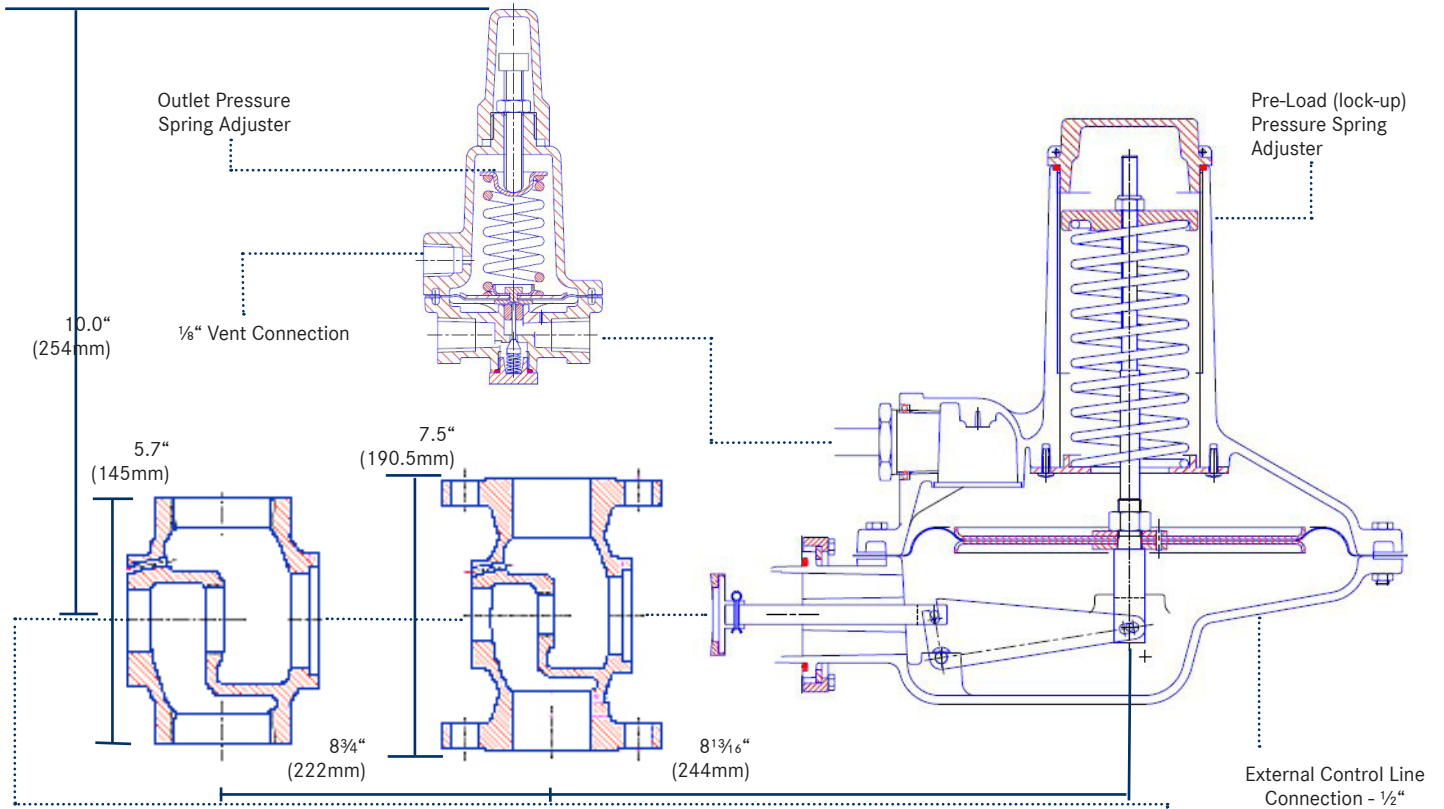 Outlet Pressure
Spring Adjuster
Pre-Load (lock-up)
Pressure Spring
Adjuster
10.0“
(254mm)
⅛“ Vent Connection
5.7“
(145mm)
7.5“
(190.5mm)
8¾“
(222mm)
8¹³⁄₁₆“
(244mm)
External Control Line
Connection - ½“